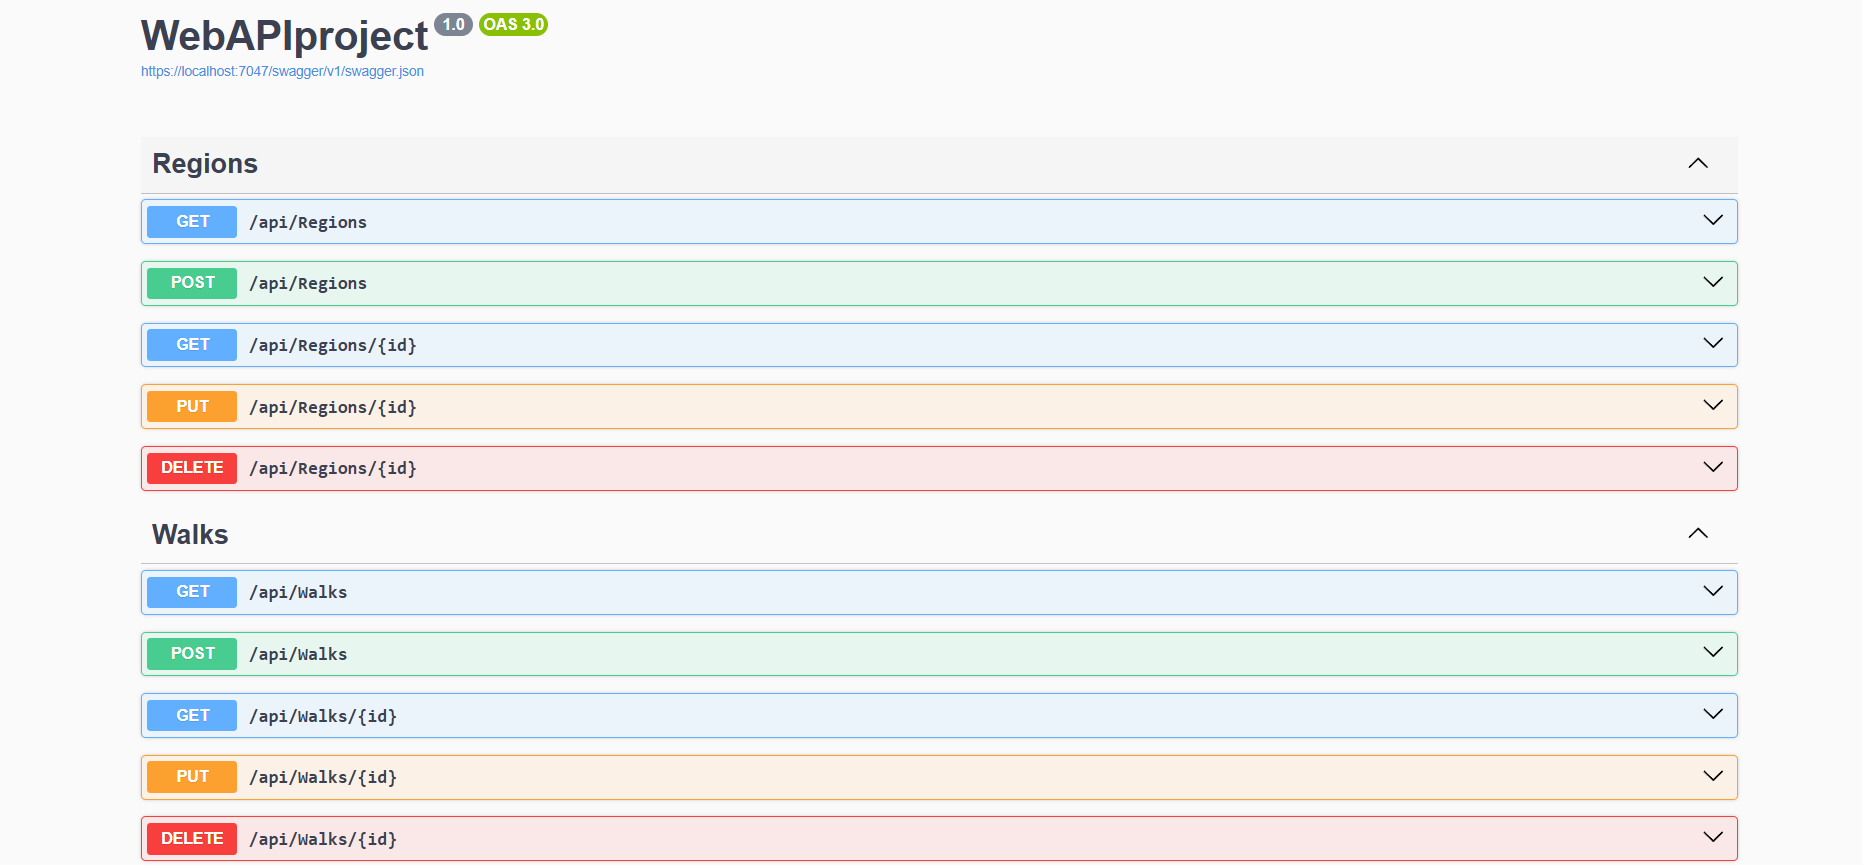 WebAPIproject 1.0 OAS 3.0
https://localhost:7047/swagger/v1/swagger.json
Regions
GET /api/Regions
POST /api/Regions
GET /api/Regions/{id}
PUT /api/Regions/{id}
DELETE /api/Regions/{id}
Walks
GET /api/Walks
POST /api/Walks
GET /api/Walks/{id}
PUT /api/Walks/{id}
DELETE /api/Walks/{id}